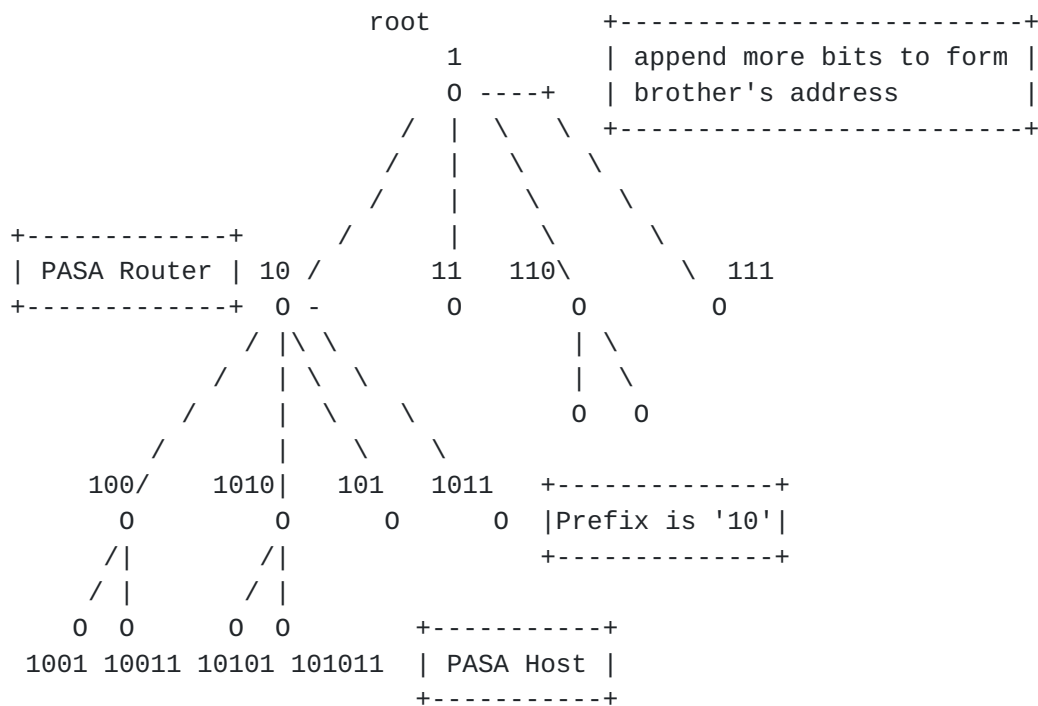 root           +--------------------------+
                            1         | append more bits to form |
                            O ----+   | brother's address        |
                         /  |  \   \  +--------------------------+
                        /   |   \    \
                       /    |    \     \
+-------------+      /      |     \      \
| PASA Router | 10 /       11   110\       \  111
+-------------+  O -        O       O        O
               / |\ \               | \
             /   | \  \             |  \
           /     |  \   \           O   O
         /       |    \    \
     100/    1010|   101   1011   +--------------+
       O         O      O      O  |Prefix is '10'|
      /|        /|                +--------------+
     / |       / |
    O  O      O  O        +-----------+
 1001 10011 10101 101011  | PASA Host |
                          +-----------+